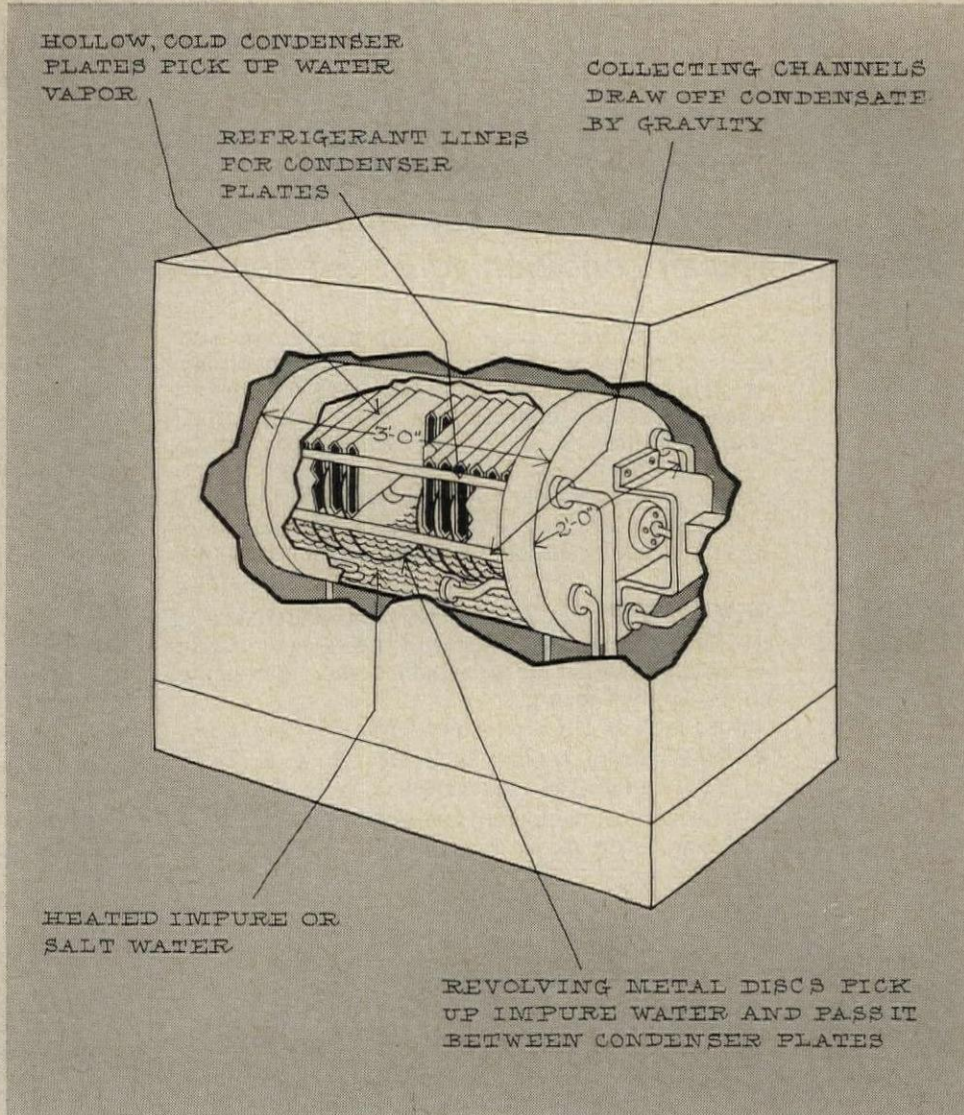 HOLLOW, COLD CONDENSER
PLATES PICK UP WATER
VAPOR
COLLECTING CHANNELS
DRAW OFF CONDENSATE
BY GRAVITY
REFRIGERANT LINES
FOR CONDENSER
PLATES
3'-0"
2'-0"
HEATED IMPURE OR
SALT WATER
REVOLVING METAL DISCS PICK
UP IMPURE WATER AND PASS IT
BETWEEN CONDENSER PLATES